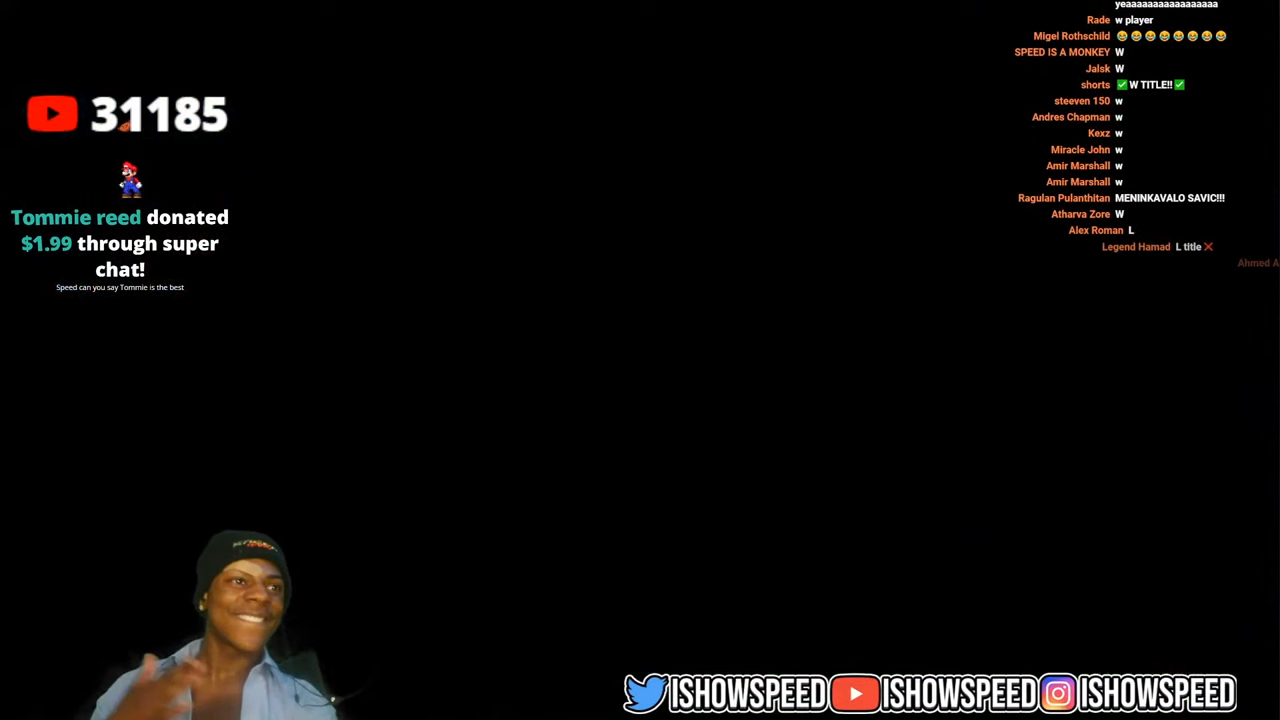 31185
Tommie reed donated
$1.99 through super
chat!
Speed can you say Tommie is the best
yeaaaaaaaaaaaaaaaaa
Rade w player
Migel Rothschild 😂😂😂😂😂😂😂😂
SPEED IS A MONKEY W
Jalsk W
shorts ✅W TITLE!!✅
steeven 150 w
Andres Chapman w
Kexz w
Miracle John w
Amir Marshall w
Amir Marshall w
Ragulan Pulanthitan MENINKAVALO SAVIC!!!
Atharva Zore W
Alex Roman L
Legend Hamad L title❌
Ahmed A
ISHOWSPEED ISHOWSPEED ISHOWSPEED